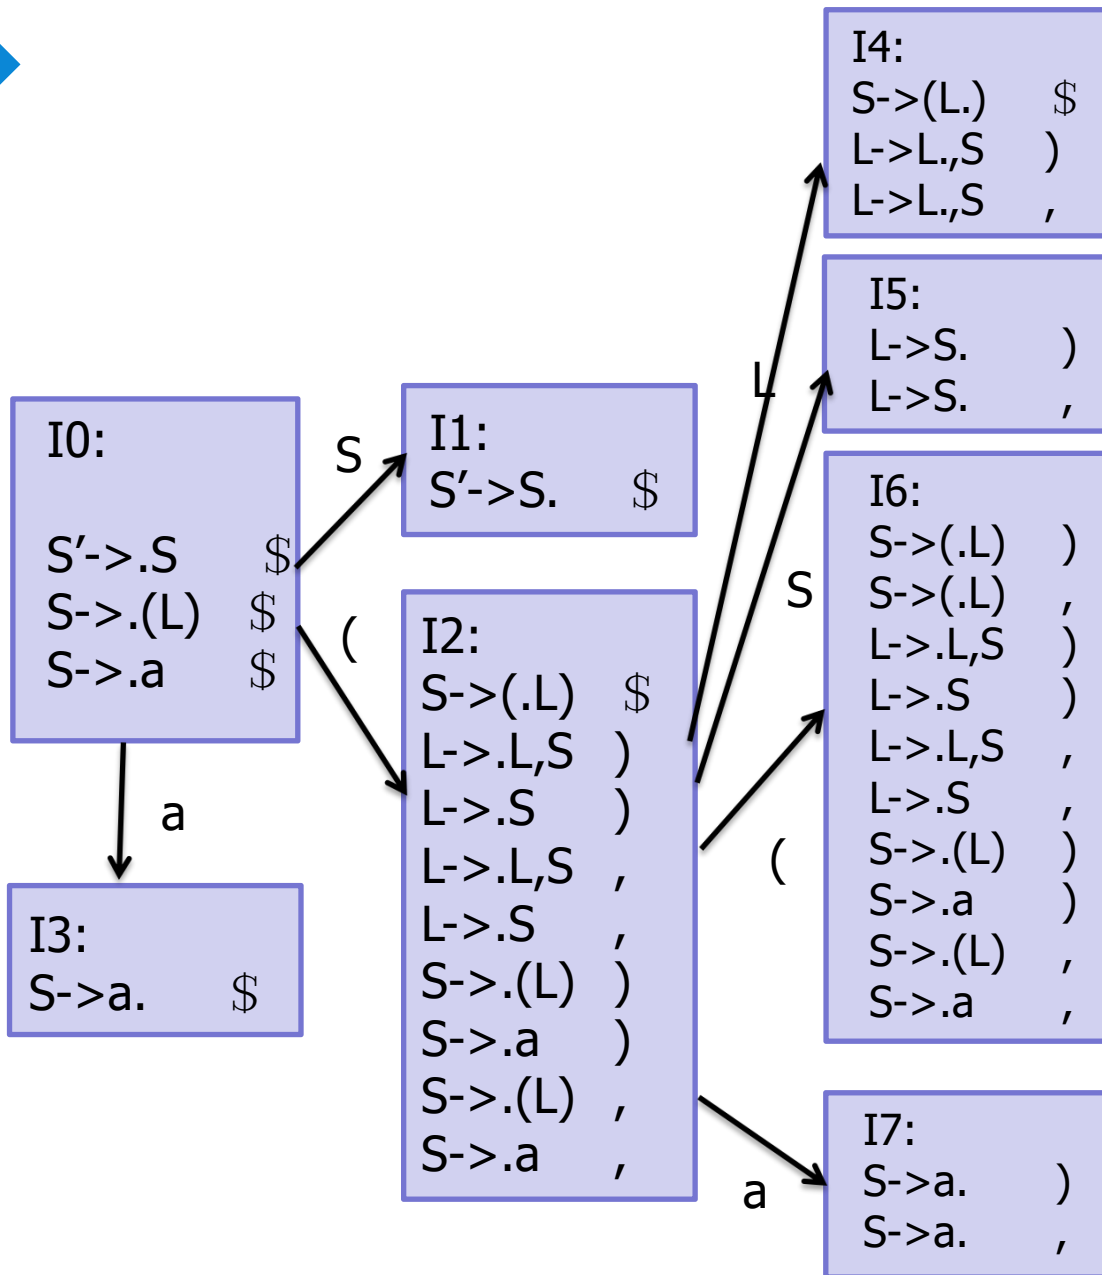 I0:
S′->.S $
S->.(L) $
S->.a $
S
(
a
I3:
S->a. $
I1:
S′->S. $
I2:
S->(.L) $
L->.L,S )
L->.S )
L->.L,S ,
L->.S ,
S->.(L) )
S->.a )
S->.(L) ,
S->.a ,
L
S
(
a
I4:
S->(L.) $
L->L.,S )
L->L.,S ,
I5:
L->S. )
L->S. ,
I6:
S->(.L) )
S->(.L) ,
L->.L,S )
L->.S )
L->.L,S ,
L->.S ,
S->.(L) )
S->.a )
S->.(L) ,
S->.a ,
I7:
S->a. )
S->a. ,